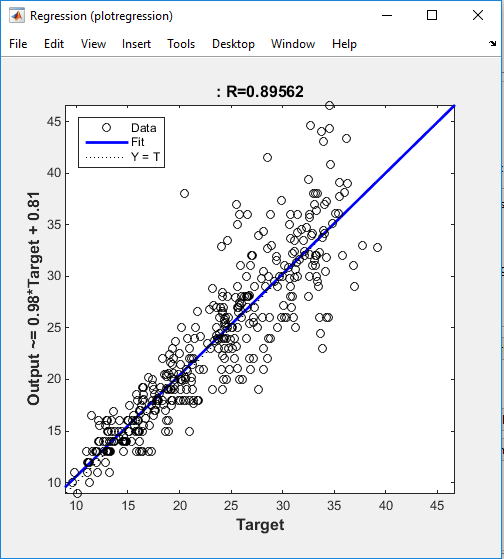 Regression (plotregression)
File Edit View Insert Tools Desktop Window Help
: R=0.89562
Data
Fit
Y = T
Output ~= 0.98*Target + 0.81
45
40
35
30
25
20
15
10
10 15 20 25 30 35 40 45
Target